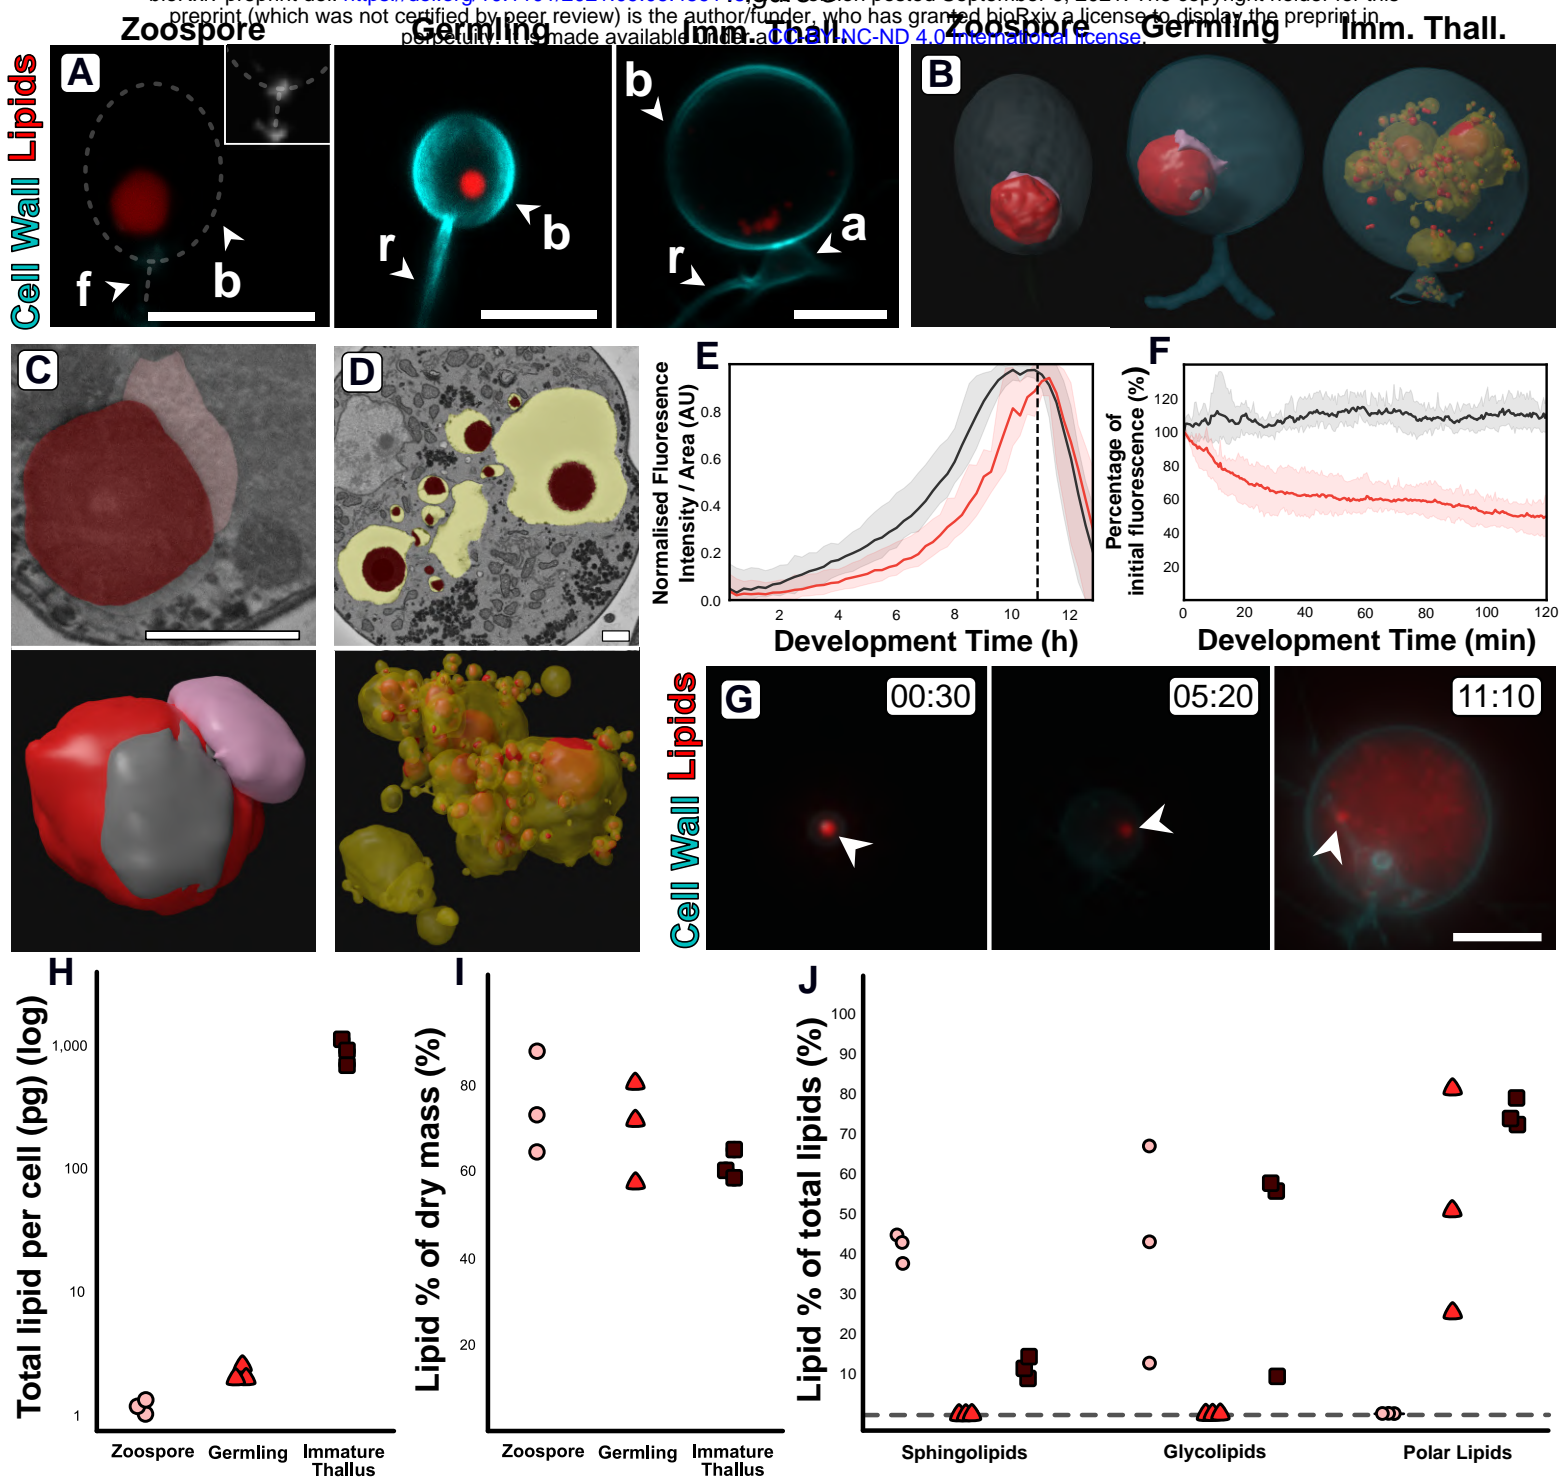 preprint (which was not certified by peer review) is the author/funder, who has granted bioRxiv a license to display the preprint in
perpetuity. It is made available under a CC-BY-NC-ND 4.0 International license.
Zoospore
Germling
Imm. Thall.
Zoospore
Germling
Imm. Thall.
Cell Wall Lipids
A
f
b
r
b
b
r
a
B
C
D
E
Normalised Fluoresence
Intensity / Area (AU)
0.8
0.6
0.4
0.2
0.0
2 4 6 8 10 12
Development Time (h)
F
Percentage of
initial fluorescence (%)
120
100
80
60
40
20
0 20 40 60 80 100 120
Development Time (min)
Cell Wall Lipids
G
00:30
05:20
11:10
H
Total lipid per cell (pg) (log)
1,000
100
10
1
Zoospore Germling Immature
Thallus
I
Lipid % of dry mass (%)
80
60
40
20
Zoospore Germling Immature
Thallus
J
Lipid % of total lipids (%)
100
90
80
70
60
50
40
30
20
10
Sphingolipids Glycolipids Polar Lipids